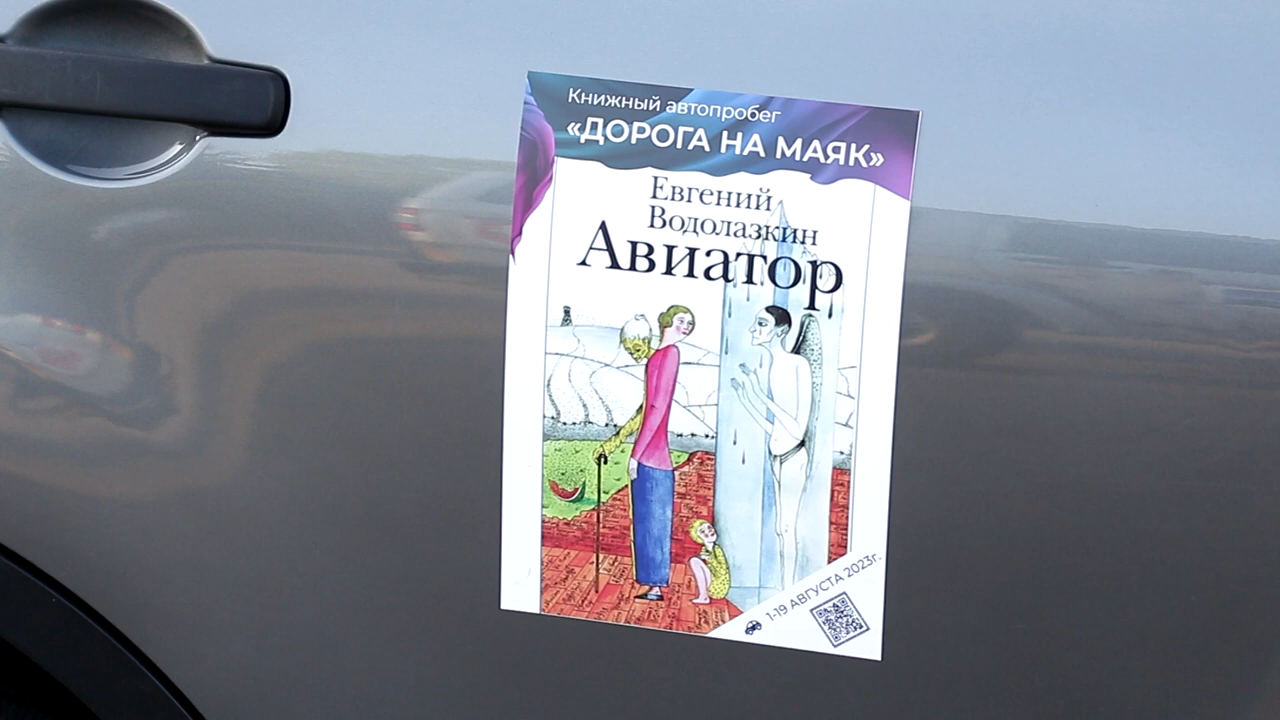 Книжный автопробег
«ДОРОГА НА МАЯК»
Евгений
Водолазкин
Авиатор
1-19 АВГУСТА 2023г.